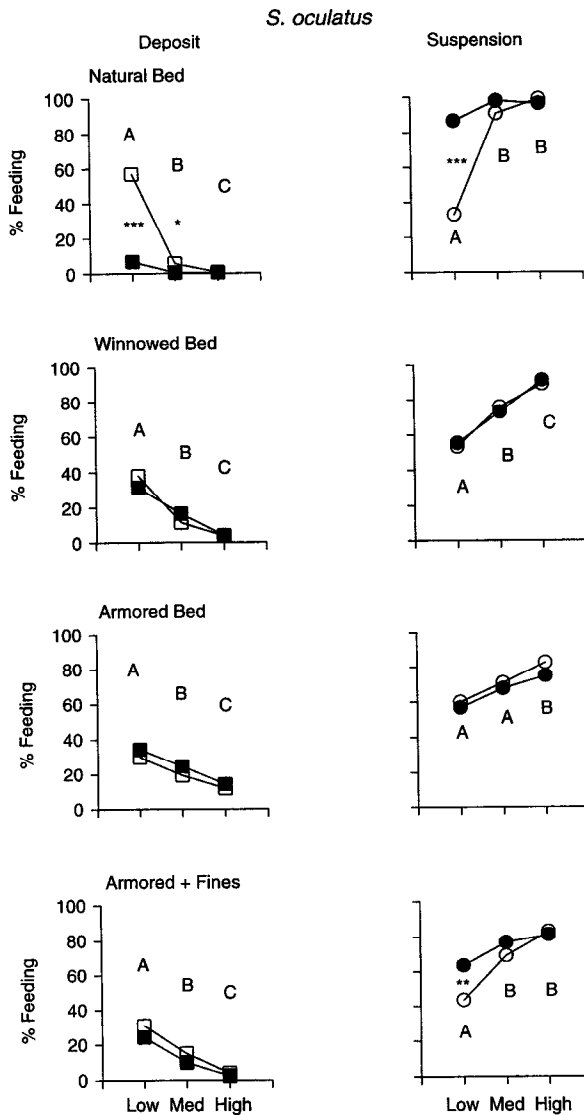 S. oculatus
Deposit
Suspension
Natural Bed
100
80
60
40
20
0
% Feeding
A
B
C
***
*
***
A
B
B
Winnowed Bed
100
80
60
40
20
0
% Feeding
A
B
C
A
B
C
Armored Bed
100
80
60
40
20
0
% Feeding
A
B
C
A
A
B
Armored + Fines
100
80
60
40
20
0
% Feeding
A
B
C
**
A
B
B
Low Med High
Low Med High